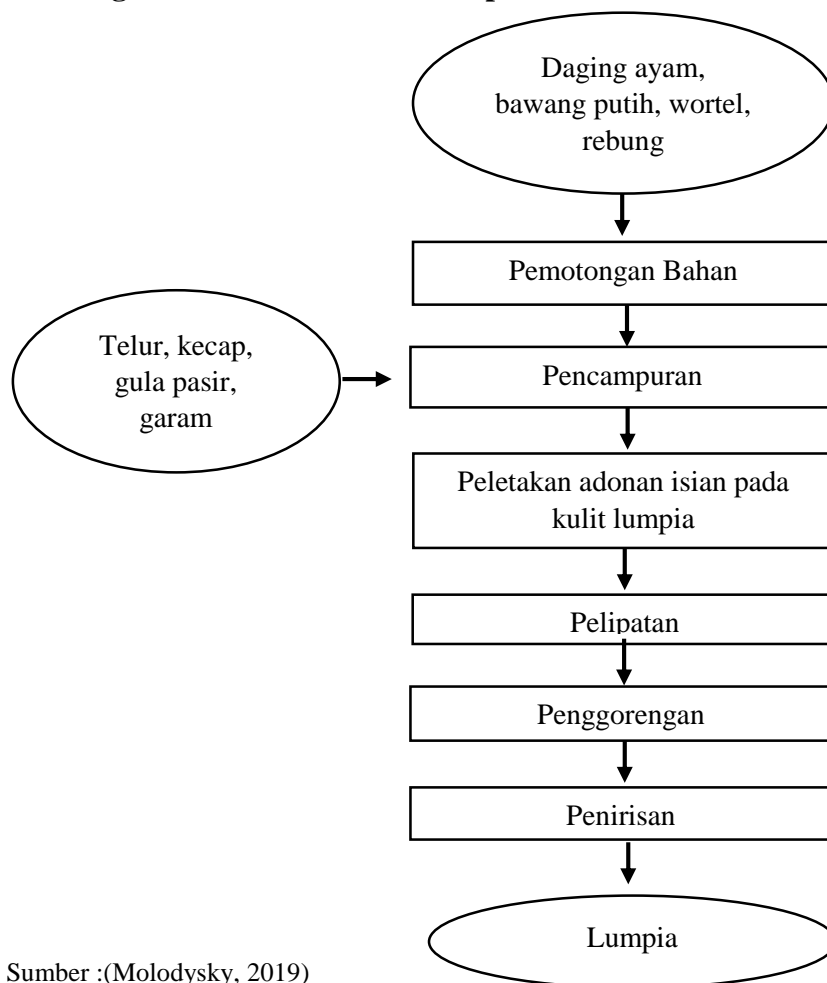 Daging ayam,
bawang putih, wortel,
rebung
Pemotongan Bahan
Telur, kecap,
gula pasir,
garam
Pencampuran
Peletakan adonan isian pada
kulit lumpia
Pelipatan
Penggorengan
Penirisan
Lumpia
Sumber :(Molodysky, 2019)